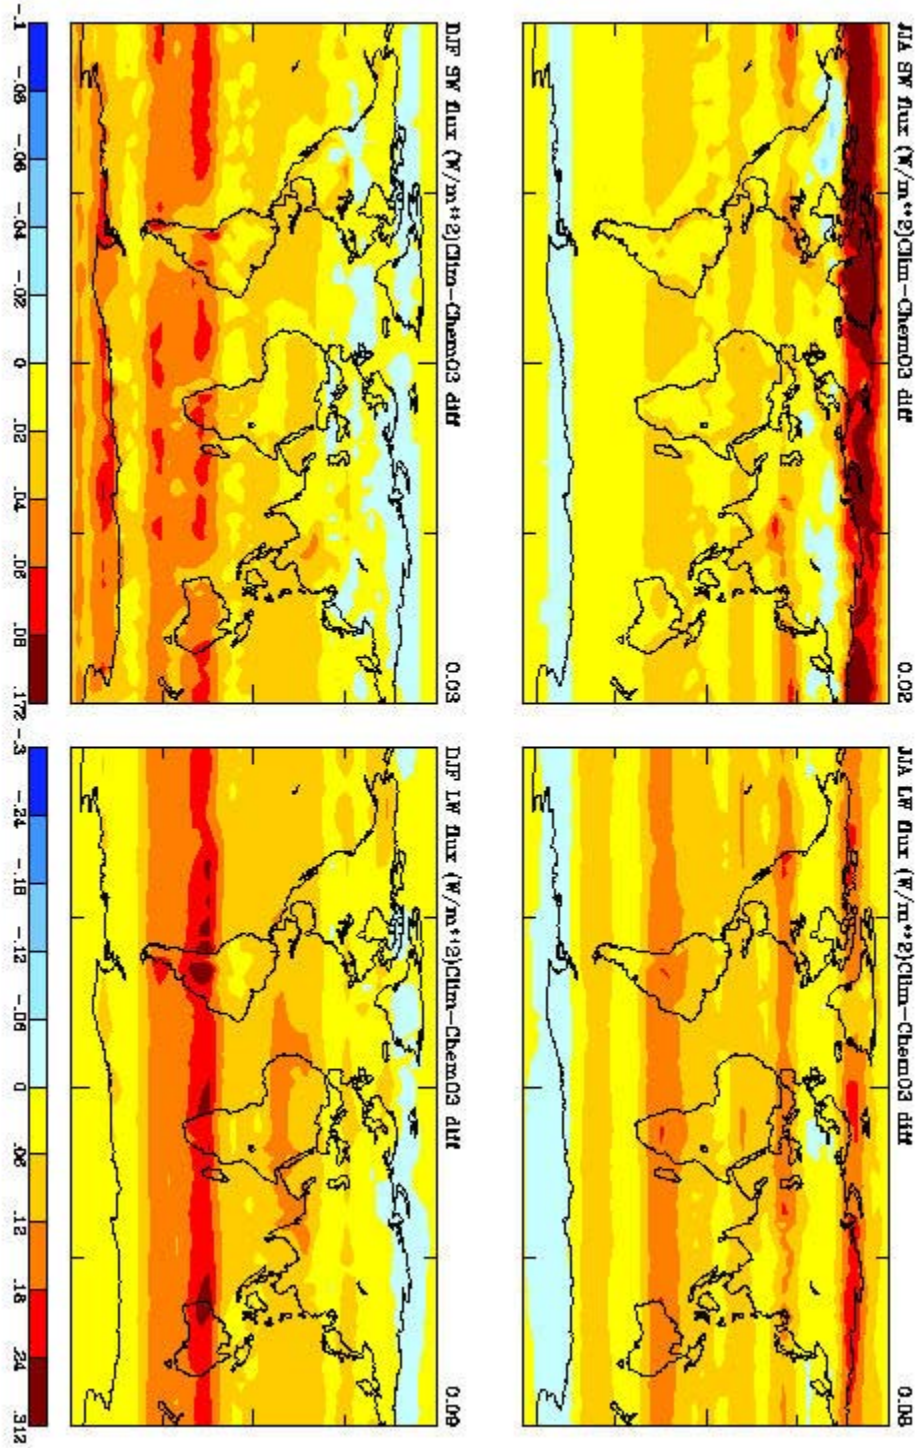 JJA SW flux (W/m**2)Clim-ChemO3 diff 0.02
JJA LW flux (W/m**2)Clim-ChemO3 diff 0.08
DJF SW flux (W/m**2)Clim-ChemO3 diff 0.03
DJF LW flux (W/m**2)Clim-ChemO3 diff 0.09
-.1 -.08 -.06 -.04 -.02 0 .02 .04 .06 .08 .172
-.3 -.24 -.18 -.12 -.06 0 .06 .12 .18 .24 .312